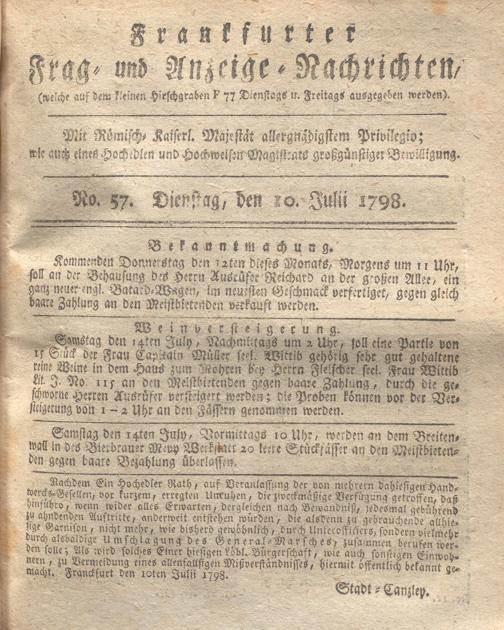 Frankfurter
Frag- und Anzeige-Nachrichten,
(welche auf dem kleinen Hirschgraben F 77 Dienstags u. Freitags ausgegeben werden).
Mit Römisch-Kaiserl. Majestät allergnädigstem Privilegio;
wie auch eines Hochedlen und Hochweisen Magistrats großgünstiger Bewilligung.
No. 57. Dienstag, den 10. Julii 1798.
Bekanntmachung.
Kommenden Donnerstag den 12ten dieses Monats, Morgens um 11 Uhr,
soll an der Behausung des Herrn Ausrüfer Reichard an der großen Allee, ein
ganz neuer engl. Batard-Wagen, im neusten Geschmack verfertiget, gegen gleich
baare Zahlung an den Meistbietenden verkauft werden.
Weinversteigerung.
Samstag den 14ten July, Nachmittags um 2 Uhr, soll eine Partie von
15 Stück der Frau Capitain Müller seel. Wittib gehörig sehr gut gehaltene
reine Weine in dem Haus zum Mohren bey Herrn Fleischer seel. Frau Wittib
Lit. J. No. 115 an den Meistbietenden gegen baare Zahlung, durch die ge-
schworne Herren Ausrüfer versteigert werden; die Proben können vor der Ver-
steigerung von 1-2 Uhr an den Fässern genommen werden.
Samstag den 14ten July, Vormittags 10 Uhr, werden an dem Breiten-
wall in des Bierbrauer Mevy Werkstatt 20 leere Stückfässer an den Meistbieten-
den gegen baare Bezahlung überlassen.
Nachdem Ein Hochedler Rath, auf Veranlassung der von mehrern dahiesigen Hand-
werks-Gesellen, vor kurzem, erregten Unruhen, die zweckmäßige Verfügung getroffen, daß
hinführo, wenn wider alles Erwarten, dergleichen nach Bewandniß, jedesmal gebührend
zu ahndenden Auftritte, anderweit entstehen würden, die alsdenn zu gebrauchende allhie-
sige Garnison, nicht mehr, wie bisherd gewöhnlich, durch Unterofficiers, sondern vielmehr
durch alsbaldige Umschlagung des General-Marsches, zusammen berufen wer-
den solle; Als wird solches Einer hiesigen löbl. Bürgerschaft, wie auch sonstigen Einwoh-
nern, zu Vermeidung eines allenfallsigen Mißverständnisses, hiermit öffentlich bekannt ge-
macht. Frankfurt den 10ten Julii 1798.
Stadt-Canzley.